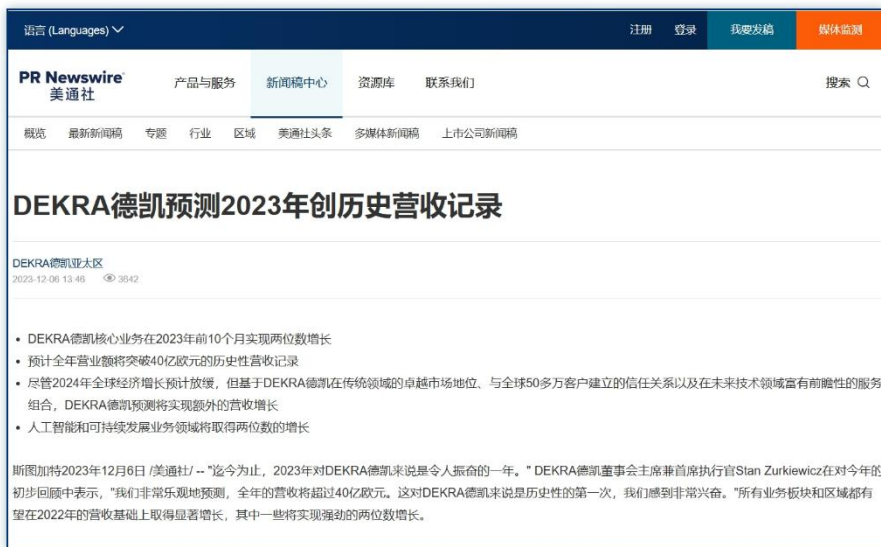 语言 (Languages)
注册 登录 我要发稿 媒体监测
PR Newswire
美通社
产品与服务 新闻稿中心 资源库 联系我们 搜索
概览 最新新闻稿 专题 行业 区域 美通社头条 多媒体新闻稿 上市公司新闻稿
DEKRA德凯预测2023年创历史营收记录
DEKRA德凯亚太区
2023-12-06 13:46 3642
• DEKRA德凯核心业务在2023年前10个月实现两位数增长
• 预计全年营业额将突破40亿欧元的历史性营收记录
• 尽管2024年全球经济增长预计放缓，但基于DEKRA德凯在传统领域的卓越市场地位、与全球50多万客户建立的信任关系以及在未来技术领域富有前瞻性的服务
组合，DEKRA德凯预测将实现额外的营收增长
• 人工智能和可持续发展业务领域将取得两位数的增长
斯图加特2023年12月6日 /美通社/ -- "迄今为止，2023年对DEKRA德凯来说是令人振奋的一年。" DEKRA德凯董事会主席兼首席执行官Stan Zurkiewicz在对今年的
初步回顾中表示，"我们非常乐观地预测，全年的营收将超过40亿欧元。这对DEKRA德凯来说是历史性的第一次，我们感到非常兴奋。"所有业务板块和区域都有
望在2022年的营收基础上取得显著增长，其中一些将实现强劲的两位数增长。